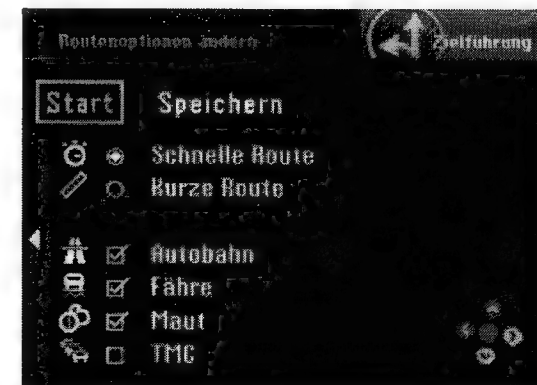 Routenoptionen ändern
Zielführung
Start Speichern
Schnelle Route
Kurze Route
Autobahn
Fähre
Maut
TMC